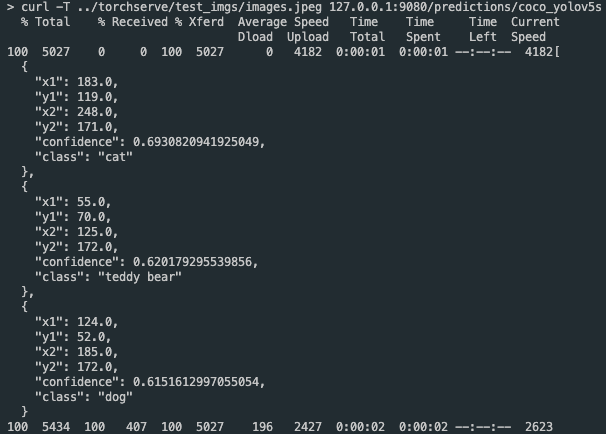 > curl -T ../torchserve/test_imgs/images.jpeg 127.0.0.1:9080/predictions/coco_yolov5s
  % Total    % Received % Xferd  Average Speed   Time    Time     Time  Current
                                 Dload  Upload   Total   Spent    Left  Speed
100  5027    0     0  100  5027      0   4182  0:00:01  0:00:01 --:--:--  4182[
  {
    "x1": 183.0,
    "y1": 119.0,
    "x2": 248.0,
    "y2": 171.0,
    "confidence": 0.6930820941925049,
    "class": "cat"
  },
  {
    "x1": 55.0,
    "y1": 70.0,
    "x2": 125.0,
    "y2": 172.0,
    "confidence": 0.620179295539856,
    "class": "teddy bear"
  },
  {
    "x1": 124.0,
    "y1": 52.0,
    "x2": 185.0,
    "y2": 172.0,
    "confidence": 0.6151612997055054,
    "class": "dog"
  }
100  5434  100   407  100  5027    196   2427  0:00:02  0:00:02 --:--:--  2623